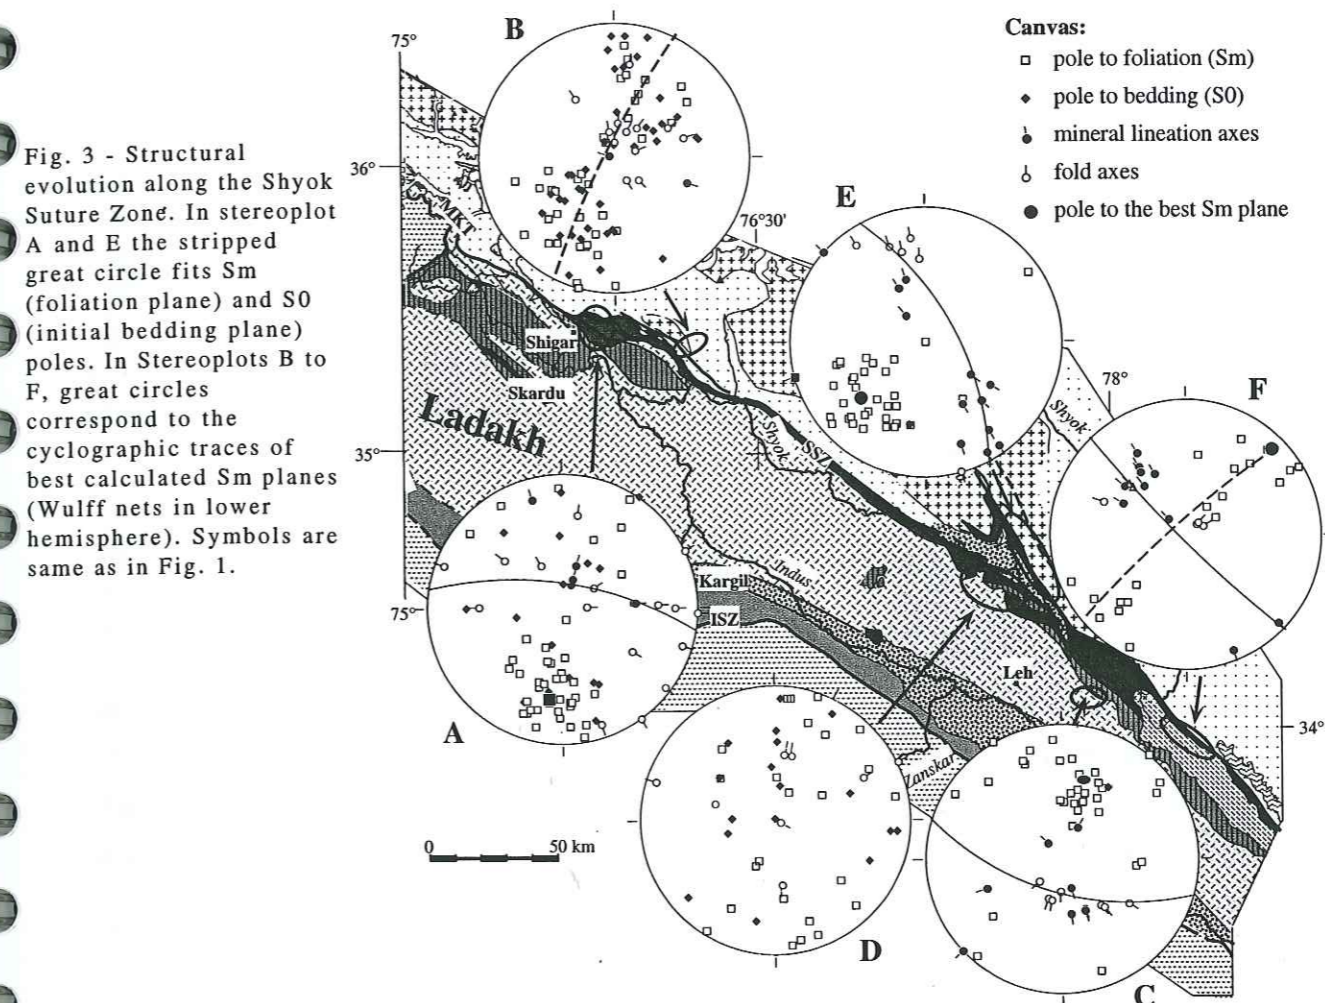 Fig. 3 - Structural
evolution along the Shyok
Suture Zone. In stereoplot
A and E the stripped
great circle fits Sm
(foliation plane) and S0
(initial bedding plane)
poles. In Stereoplots B to
F, great circles
correspond to the
cyclographic traces of
best calculated Sm planes
(Wulff nets in lower
hemisphere). Symbols are
same as in Fig. 1.
Canvas:
pole to foliation (Sm)
pole to bedding (S0)
mineral lineation axes
fold axes
pole to the best Sm plane
B
75°
36°
MKT
76°30'
E
Shigar
Skardu
Ladakh
Shyok
SSZ
35°
Shyok
78°
F
Kargil
Indus
ISZ
75°
A
Leh
34°
Zanskar
0 50 km
D
C